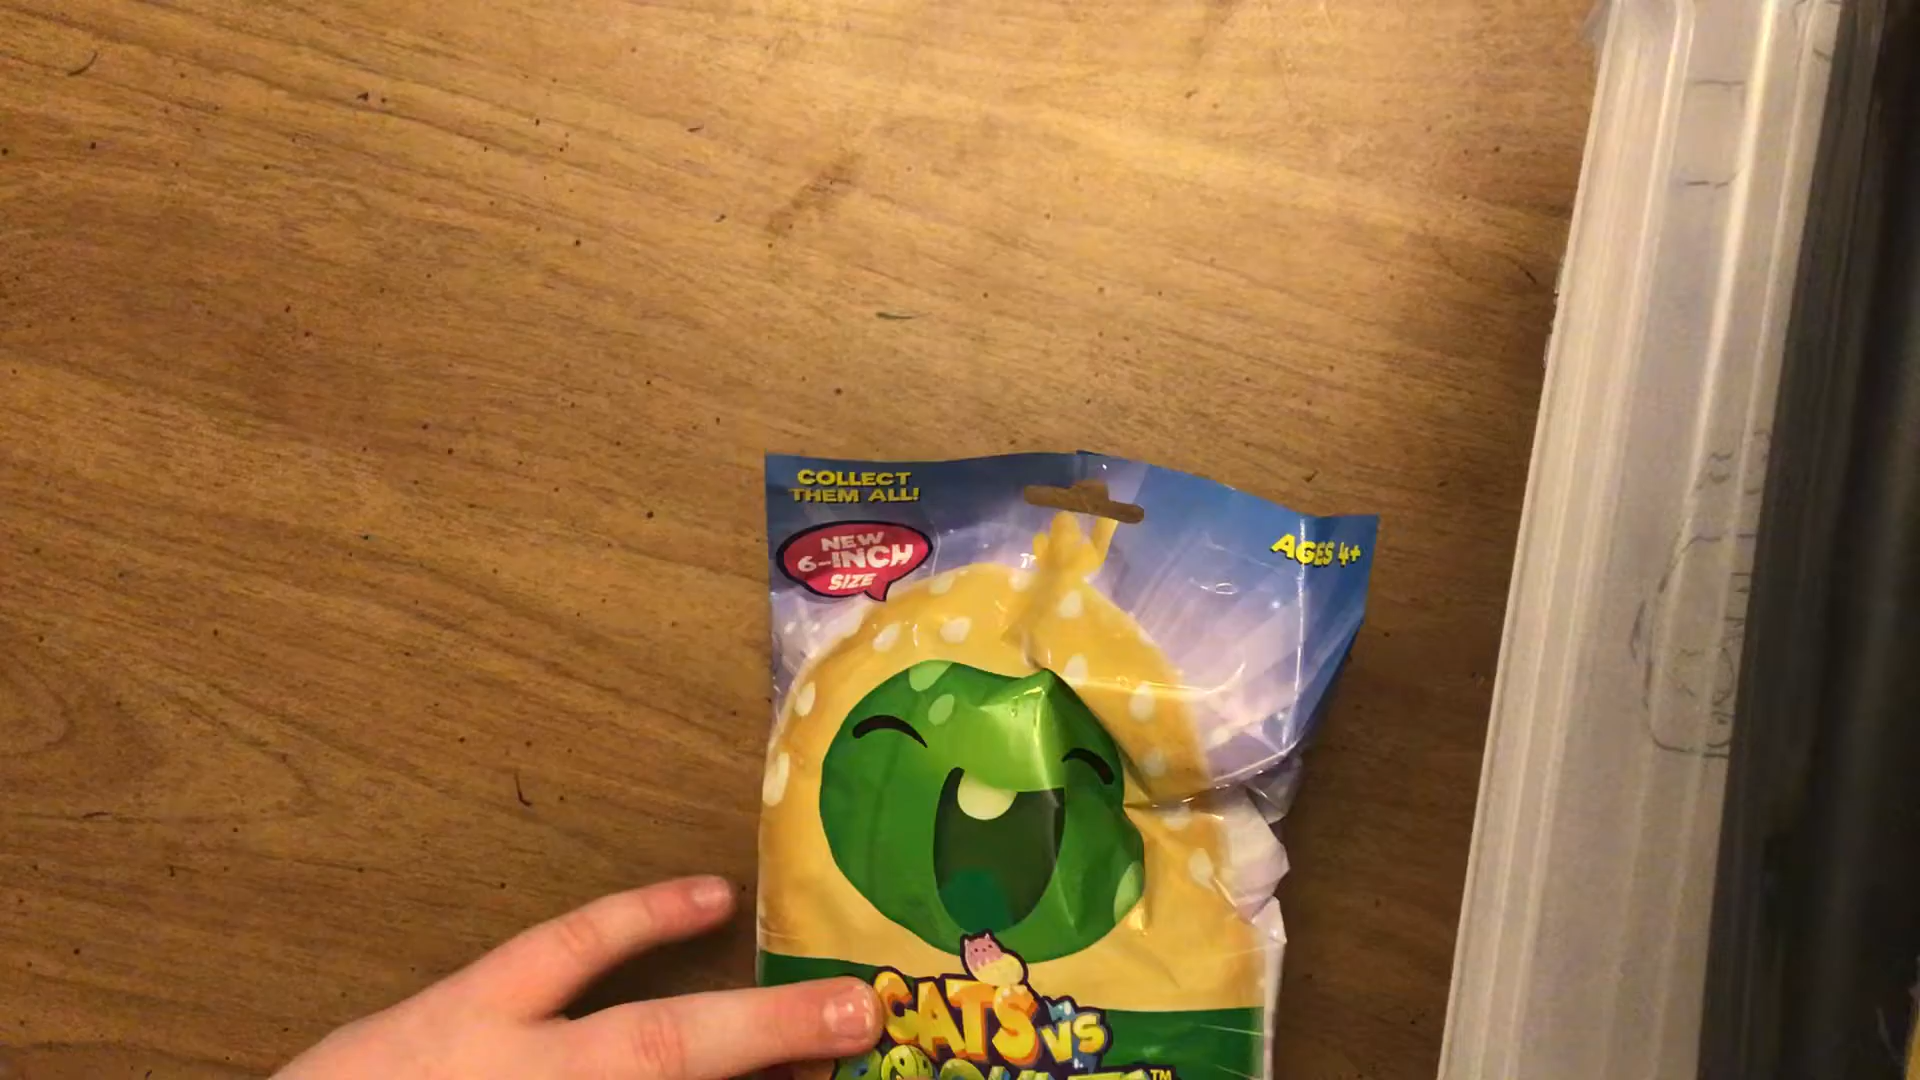 COLLECT
THEM ALL!
NEW
6-INCH
SIZE
AGES 4+
CATS VS